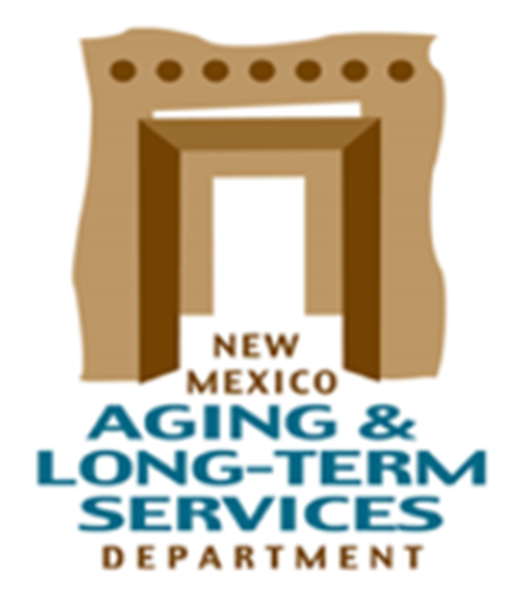 NEW
MEXICO
AGING &
LONG-TERM
SERVICES
DEPARTMENT